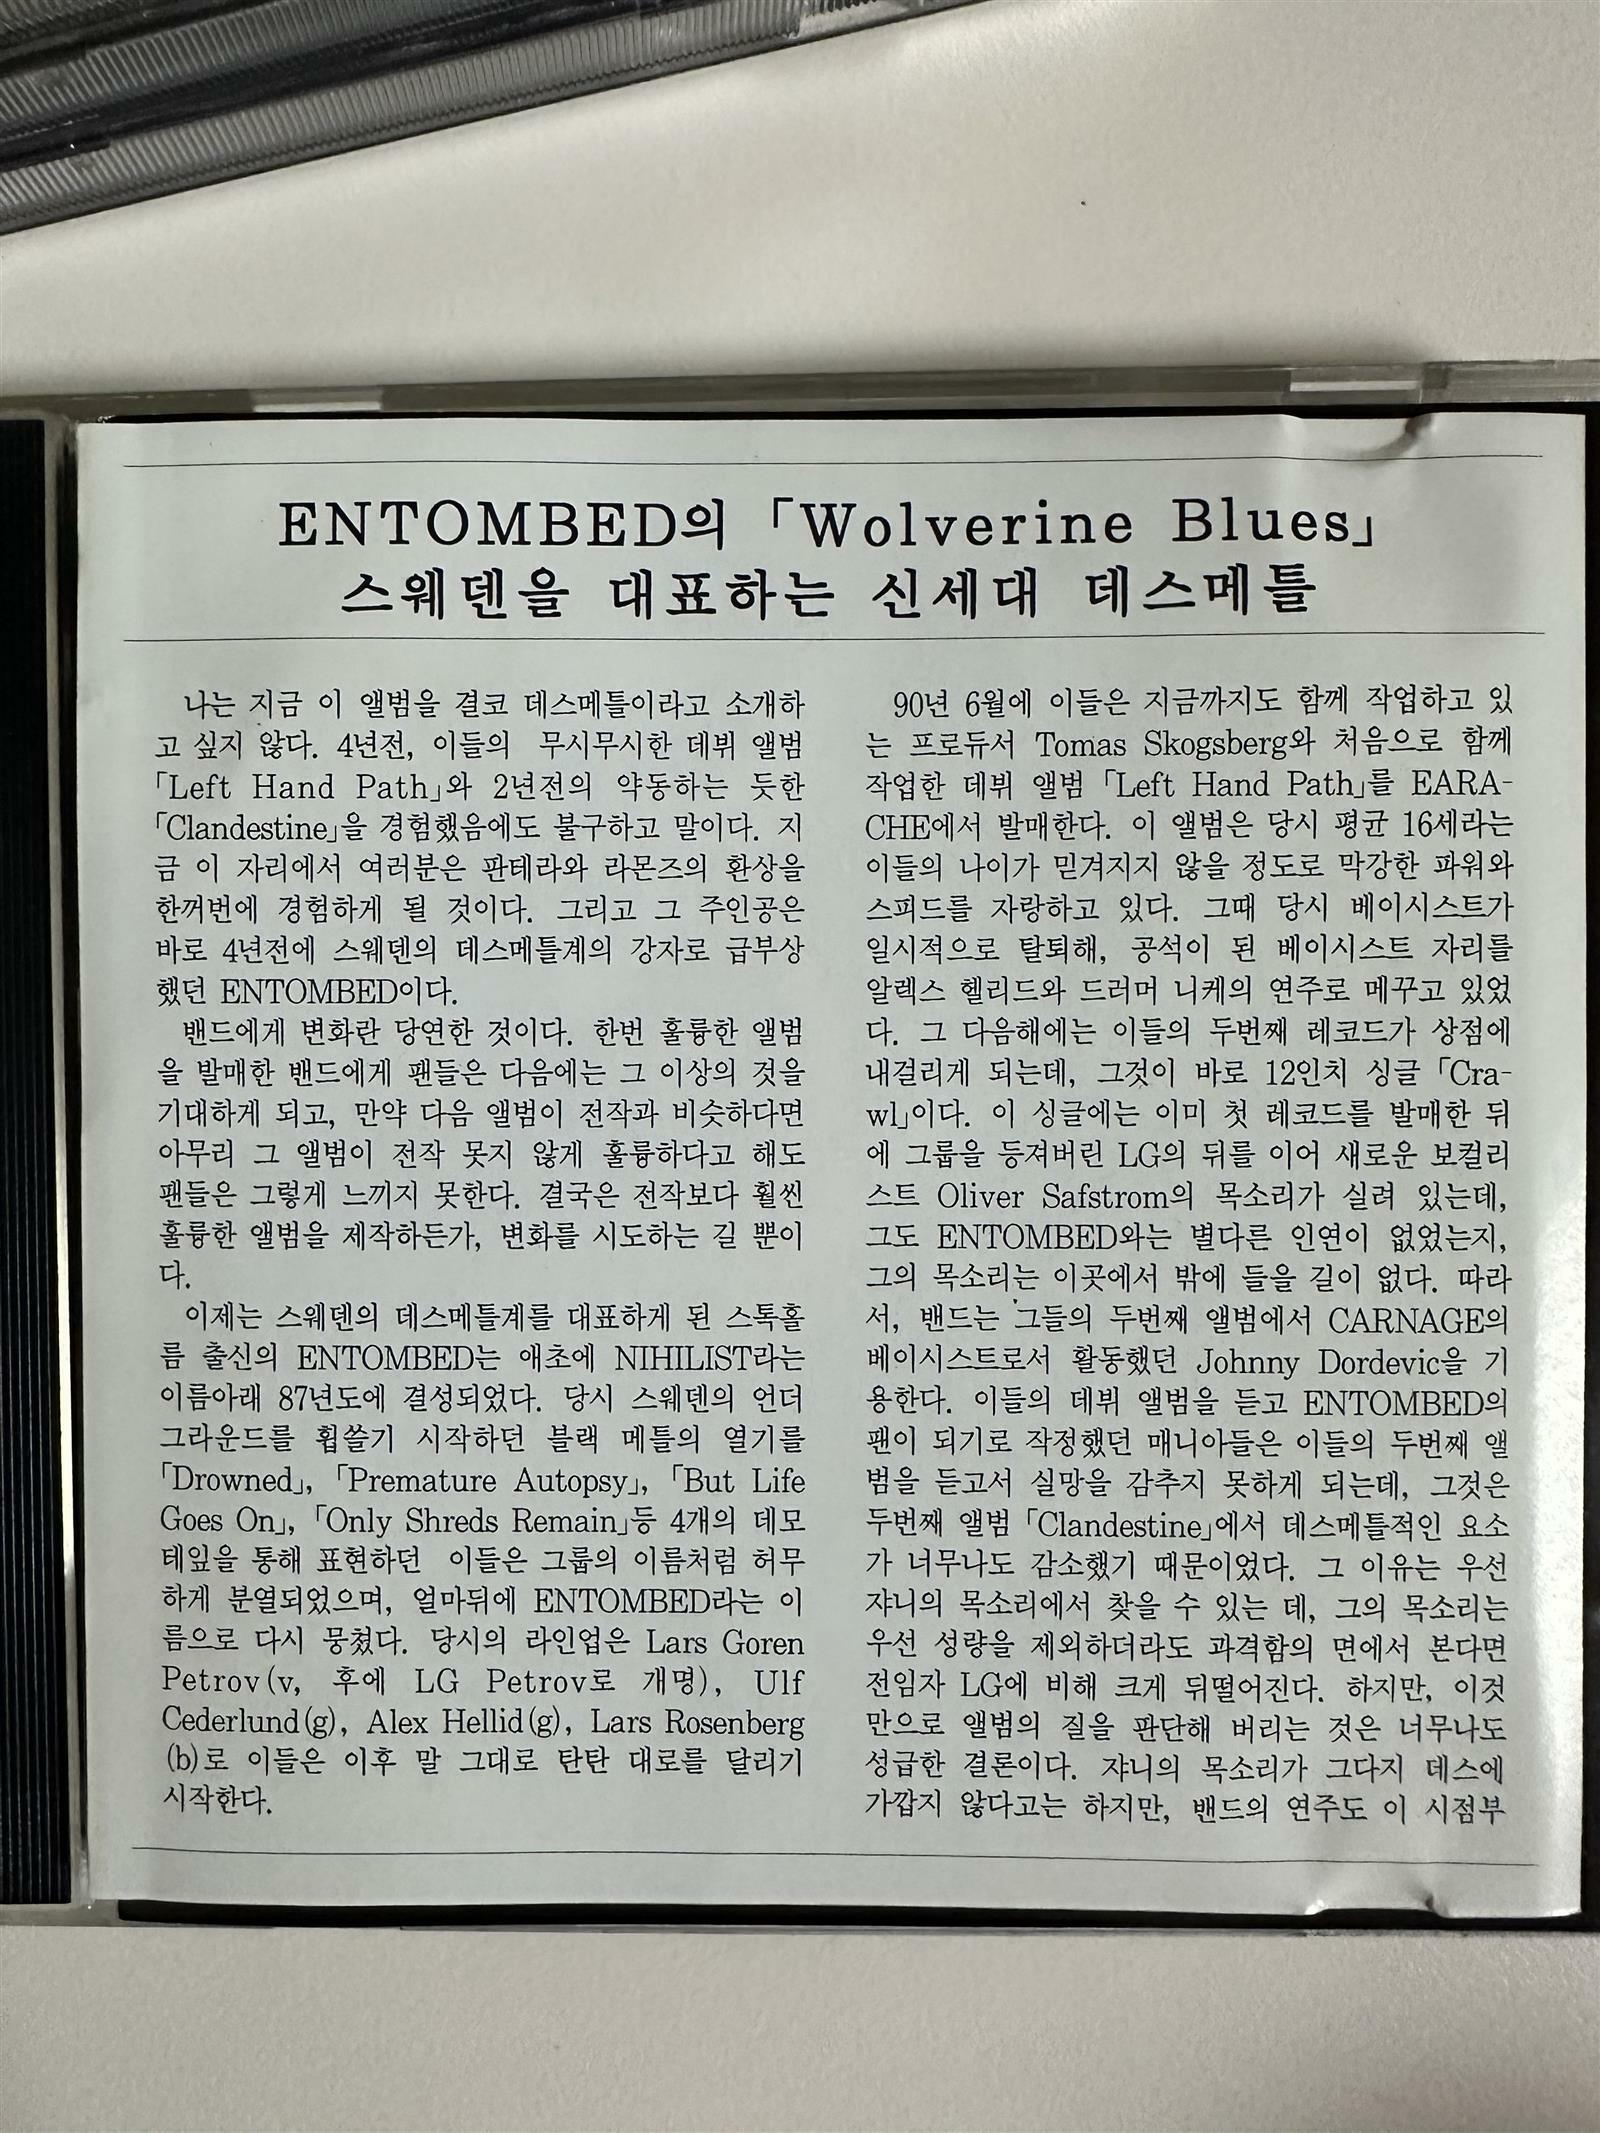 ENTOMBED의 「Wolverine Blues」
스웨덴을 대표하는 신세대 데스메틀
나는 지금 이 앨범을 결코 데스메틀이라고 소개하
고 싶지 않다. 4년전, 이들의 무시무시한 데뷔 앨범
「Left Hand Path」와 2년전의 약동하는 듯한
「Clandestine」을 경험했음에도 불구하고 말이다. 지
금 이 자리에서 여러분은 판테라와 라몬즈의 환상을
한꺼번에 경험하게 될 것이다. 그리고 그 주인공은
바로 4년전에 스웨덴의 데스메틀계의 강자로 급부상
했던 ENTOMBED이다.
밴드에게 변화란 당연한 것이다. 한번 훌륭한 앨범
을 발매한 밴드에게 팬들은 다음에는 그 이상의 것을
기대하게 되고, 만약 다음 앨범이 전작과 비슷하다면
아무리 그 앨범이 전작 못지 않게 훌륭하다고 해도
팬들은 그렇게 느끼지 못한다. 결국은 전작보다 훨씬
훌륭한 앨범을 제작하든가, 변화를 시도하는 길 뿐이
다.
이제는 스웨덴의 데스메틀계를 대표하게 된 스톡홀
름 출신의 ENTOMBED는 애초에 NIHILIST라는
이름아래 87년도에 결성되었다. 당시 스웨덴의 언더
그라운드를 휩쓸기 시작하던 블랙 메틀의 열기를
「Drowned」, 「Premature Autopsy」, 「But Life
Goes On」, 「Only Shreds Remain」등 4개의 데모
테잎을 통해 표현하던 이들은 그룹의 이름처럼 허무
하게 분열되었으며, 얼마뒤에 ENTOMBED라는 이
름으로 다시 뭉쳤다. 당시의 라인업은 Lars Goren
Petrov(v, 후에 LG Petrov로 개명), Ulf
Cederlund(g), Alex Hellid(g), Lars Rosenberg
(b)로 이들은 이후 말 그대로 탄탄 대로를 달리기
시작한다.
90년 6월에 이들은 지금까지도 함께 작업하고 있
는 프로듀서 Tomas Skogsberg와 처음으로 함께
작업한 데뷔 앨범 「Left Hand Path」를 EARA-
CHE에서 발매한다. 이 앨범은 당시 평균 16세라는
이들의 나이가 믿겨지지 않을 정도로 막강한 파워와
스피드를 자랑하고 있다. 그때 당시 베이시스트가
일시적으로 탈퇴해, 공석이 된 베이시스트 자리를
알렉스 헬리드와 드러머 니케의 연주로 메꾸고 있었
다. 그 다음해에는 이들의 두번째 레코드가 상점에
내걸리게 되는데, 그것이 바로 12인치 싱글 「Cra-
wl」이다. 이 싱글에는 이미 첫 레코드를 발매한 뒤
에 그룹을 등져버린 LG의 뒤를 이어 새로운 보컬리
스트 Oliver Safstrom의 목소리가 실려 있는데,
그도 ENTOMBED와는 별다른 인연이 없었는지,
그의 목소리는 이곳에서 밖에 들을 길이 없다. 따라
서, 밴드는 그들의 두번째 앨범에서 CARNAGE의
베이시스트로서 활동했던 Johnny Dordevic을 기
용한다. 이들의 데뷔 앨범을 듣고 ENTOMBED의
팬이 되기로 작정했던 매니아들은 이들의 두번째 앨
범을 듣고서 실망을 감추지 못하게 되는데, 그것은
두번째 앨범 「Clandestine」에서 데스메틀적인 요소
가 너무나도 감소했기 때문이었다. 그 이유는 우선
쟈니의 목소리에서 찾을 수 있는 데, 그의 목소리는
우선 성량을 제외하더라도 과격함의 면에서 본다면
전임자 LG에 비해 크게 뒤떨어진다. 하지만, 이것
만으로 앨범의 질을 판단해 버리는 것은 너무나도
성급한 결론이다. 쟈니의 목소리가 그다지 데스에
가깝지 않다고는 하지만, 밴드의 연주도 이 시점부